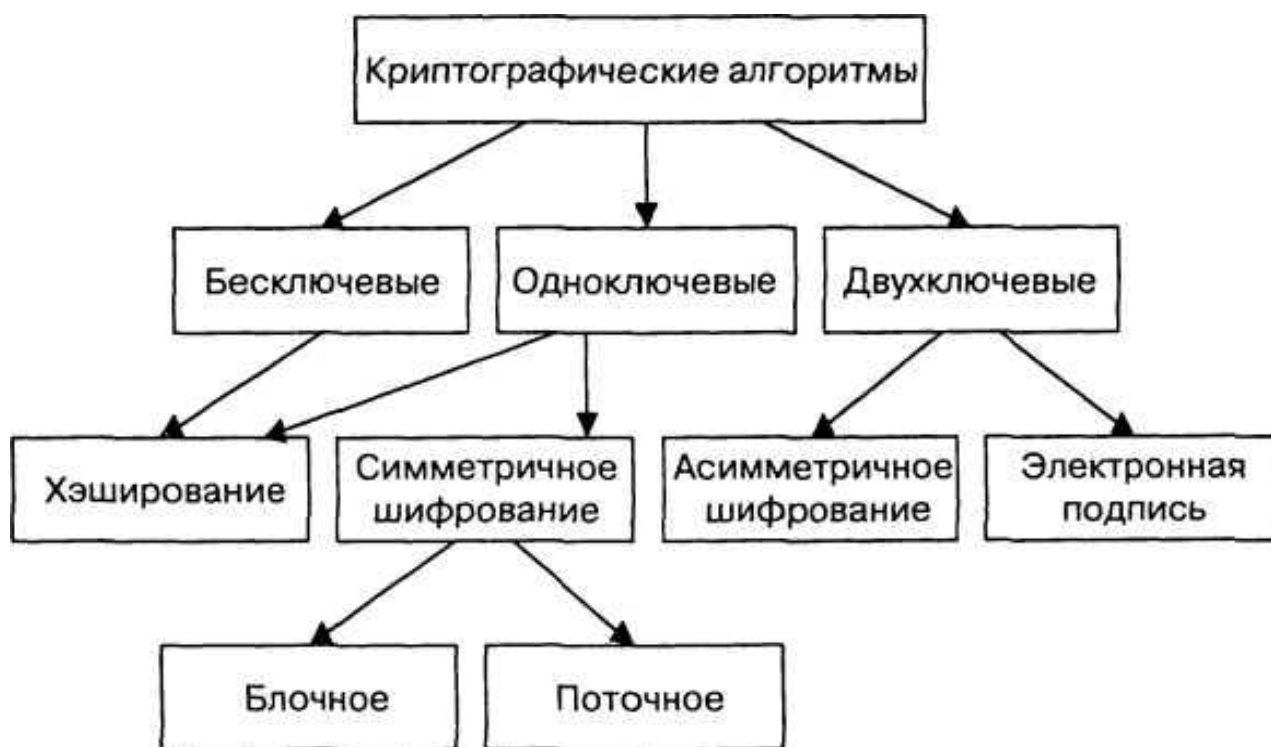 Криптографические алгоритмы
Бесключевые
Одноключевые
Двухключевые
Хэширование
Симметричное
шифрование
Асимметричное
шифрование
Электронная
подпись
Блочное
Поточное